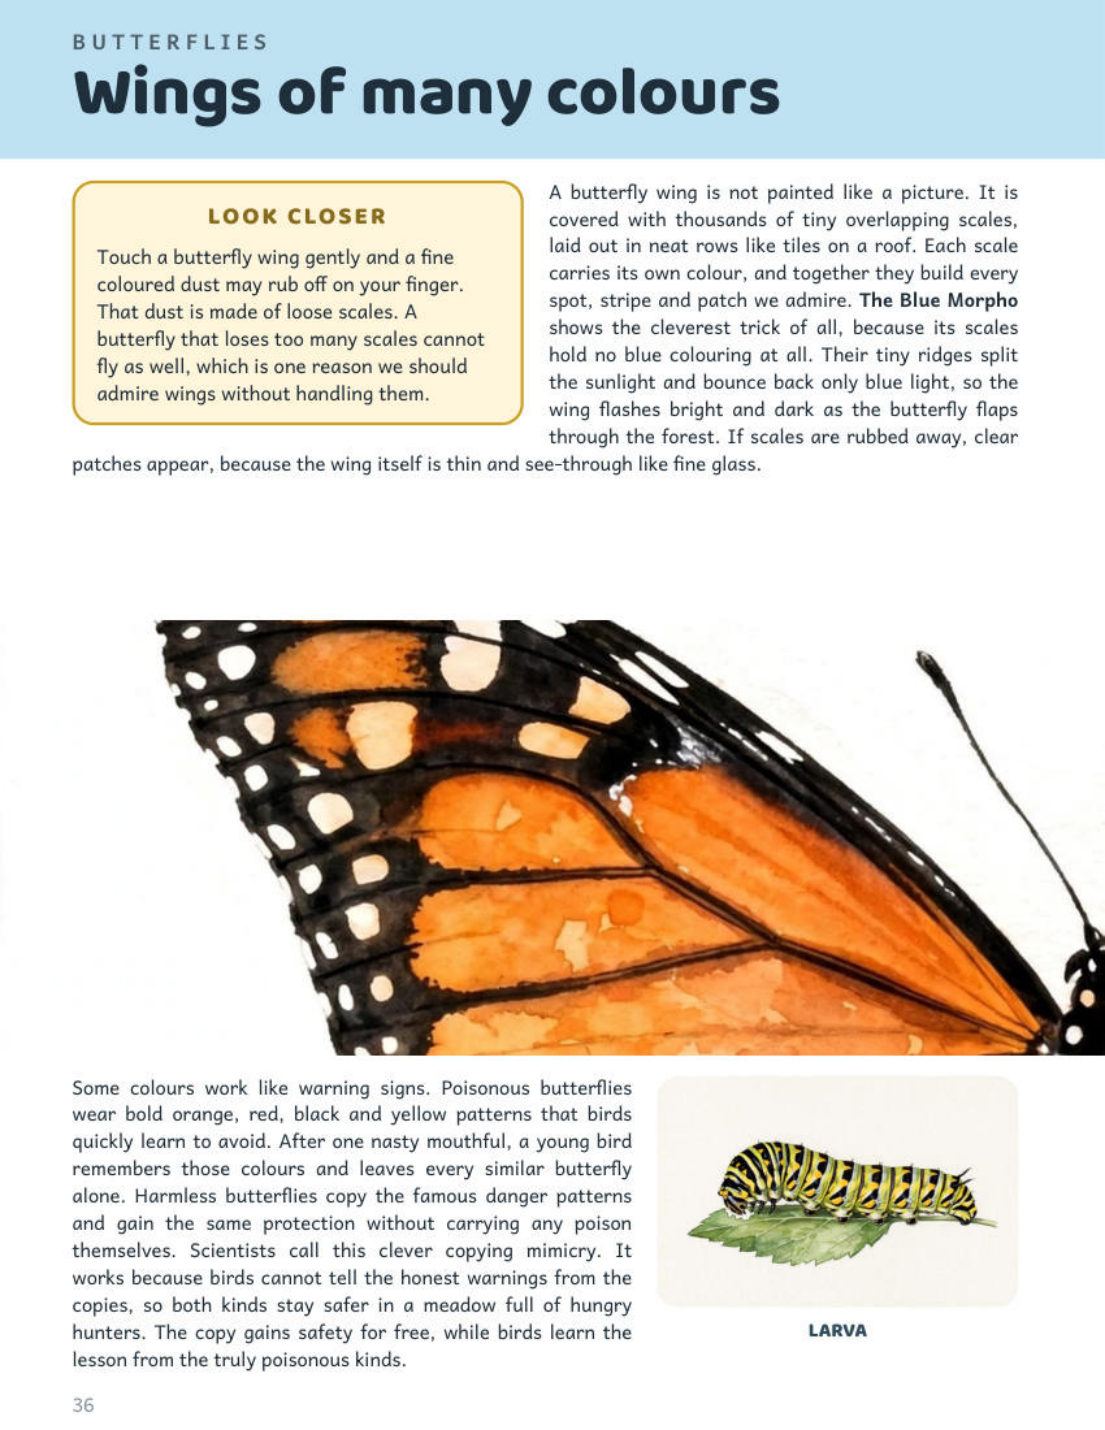 BUTTERFLIES
Wings of many colours
LOOK CLOSER
Touch a butterfly wing gently and a fine
coloured dust may rub off on your finger.
That dust is made of loose scales. A
butterfly that loses too many scales cannot
fly as well, which is one reason we should
admire wings without handling them.
A butterfly wing is not painted like a picture. It is
covered with thousands of tiny overlapping scales,
laid out in neat rows like tiles on a roof. Each scale
carries its own colour, and together they build every
spot, stripe and patch we admire. The Blue Morpho
shows the cleverest trick of all, because its scales
hold no blue colouring at all. Their tiny ridges split
the sunlight and bounce back only blue light, so the
wing flashes bright and dark as the butterfly flaps
through the forest. If scales are rubbed away, clear
patches appear, because the wing itself is thin and see-through like fine glass.
Some colours work like warning signs. Poisonous butterflies
wear bold orange, red, black and yellow patterns that birds
quickly learn to avoid. After one nasty mouthful, a young bird
remembers those colours and leaves every similar butterfly
alone. Harmless butterflies copy the famous danger patterns
and gain the same protection without carrying any poison
themselves. Scientists call this clever copying mimicry. It
works because birds cannot tell the honest warnings from the
copies, so both kinds stay safer in a meadow full of hungry
hunters. The copy gains safety for free, while birds learn the
lesson from the truly poisonous kinds.
LARVA
36